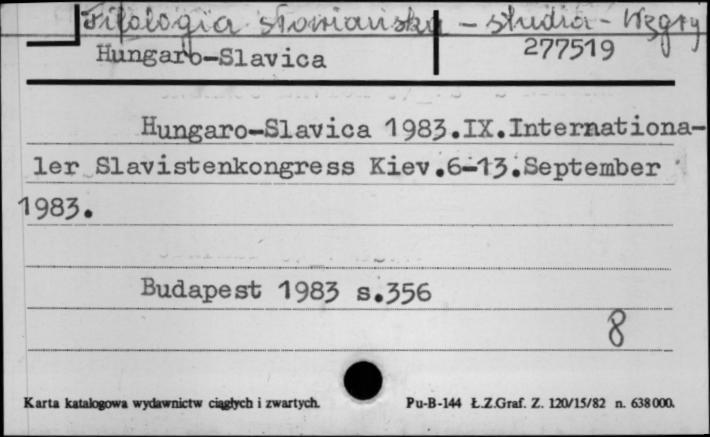 Filologia słowiańska - studia - Węgry
Hungaro-Slavica 277519
Hungaro-Slavica 1983.IX.Internationa-
ler Slavistenkongress Kiev.6-13.September
1983.
Budapest 1983 s.356
8
Karta katalogowa wydawnictw ciągłych i zwartych. Pu-B-144 Ł.Z.Graf. Z. 120/15/82 n. 638000.